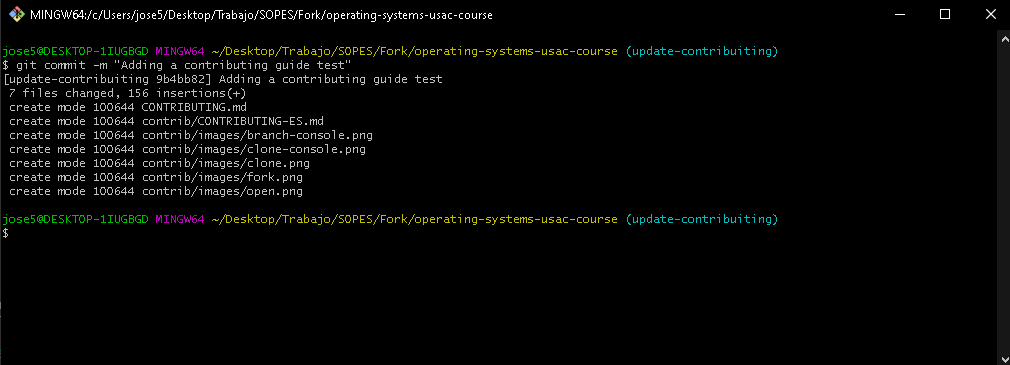 MINGW64:/c/Users/jose5/Desktop/Trabajo/SOPES/Fork/operating-systems-usac-course
jose5@DESKTOP-1IUGBGD MINGW64 ~/Desktop/Trabajo/SOPES/Fork/operating-systems-usac-course (update-contribuiting)
$ git commit -m "Adding a contributing guide test"
[update-contribuiting 9b4bb82] Adding a contributing guide test
 7 files changed, 156 insertions(+)
 create mode 100644 CONTRIBUTING.md
 create mode 100644 contrib/CONTRIBUTING-ES.md
 create mode 100644 contrib/images/branch-console.png
 create mode 100644 contrib/images/clone-console.png
 create mode 100644 contrib/images/clone.png
 create mode 100644 contrib/images/fork.png
 create mode 100644 contrib/images/open.png
jose5@DESKTOP-1IUGBGD MINGW64 ~/Desktop/Trabajo/SOPES/Fork/operating-systems-usac-course (update-contribuiting)
$